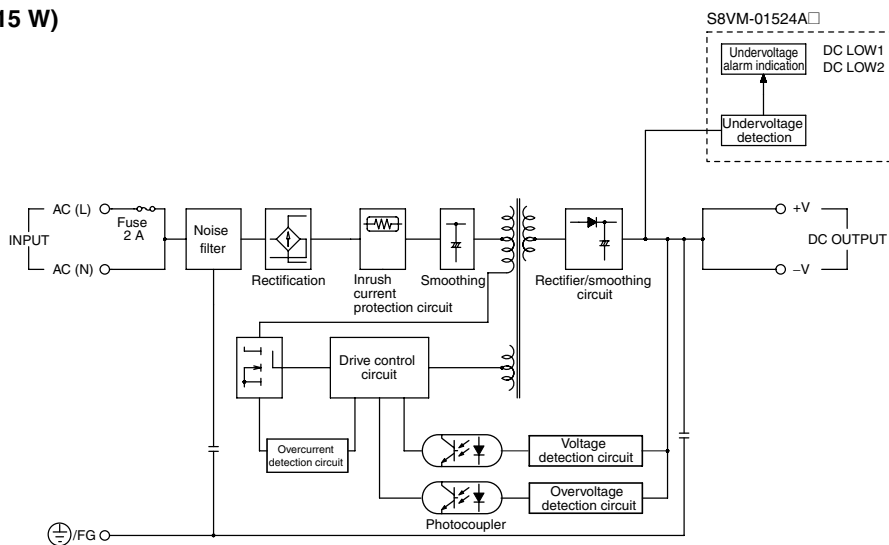 15 W)
S8VM-01524A□
Undervoltage
alarm indication
DC LOW1
DC LOW2
Undervoltage
detection
INPUT
AC (L)
Fuse
2 A
AC (N)
Noise
filter
Rectification
Inrush
current
protection circuit
Smoothing
Rectifier/smoothing
circuit
+V
DC OUTPUT
−V
Drive control
circuit
Overcurrent
detection circuit
Voltage
detection circuit
Overvoltage
detection circuit
Photocoupler
/FG